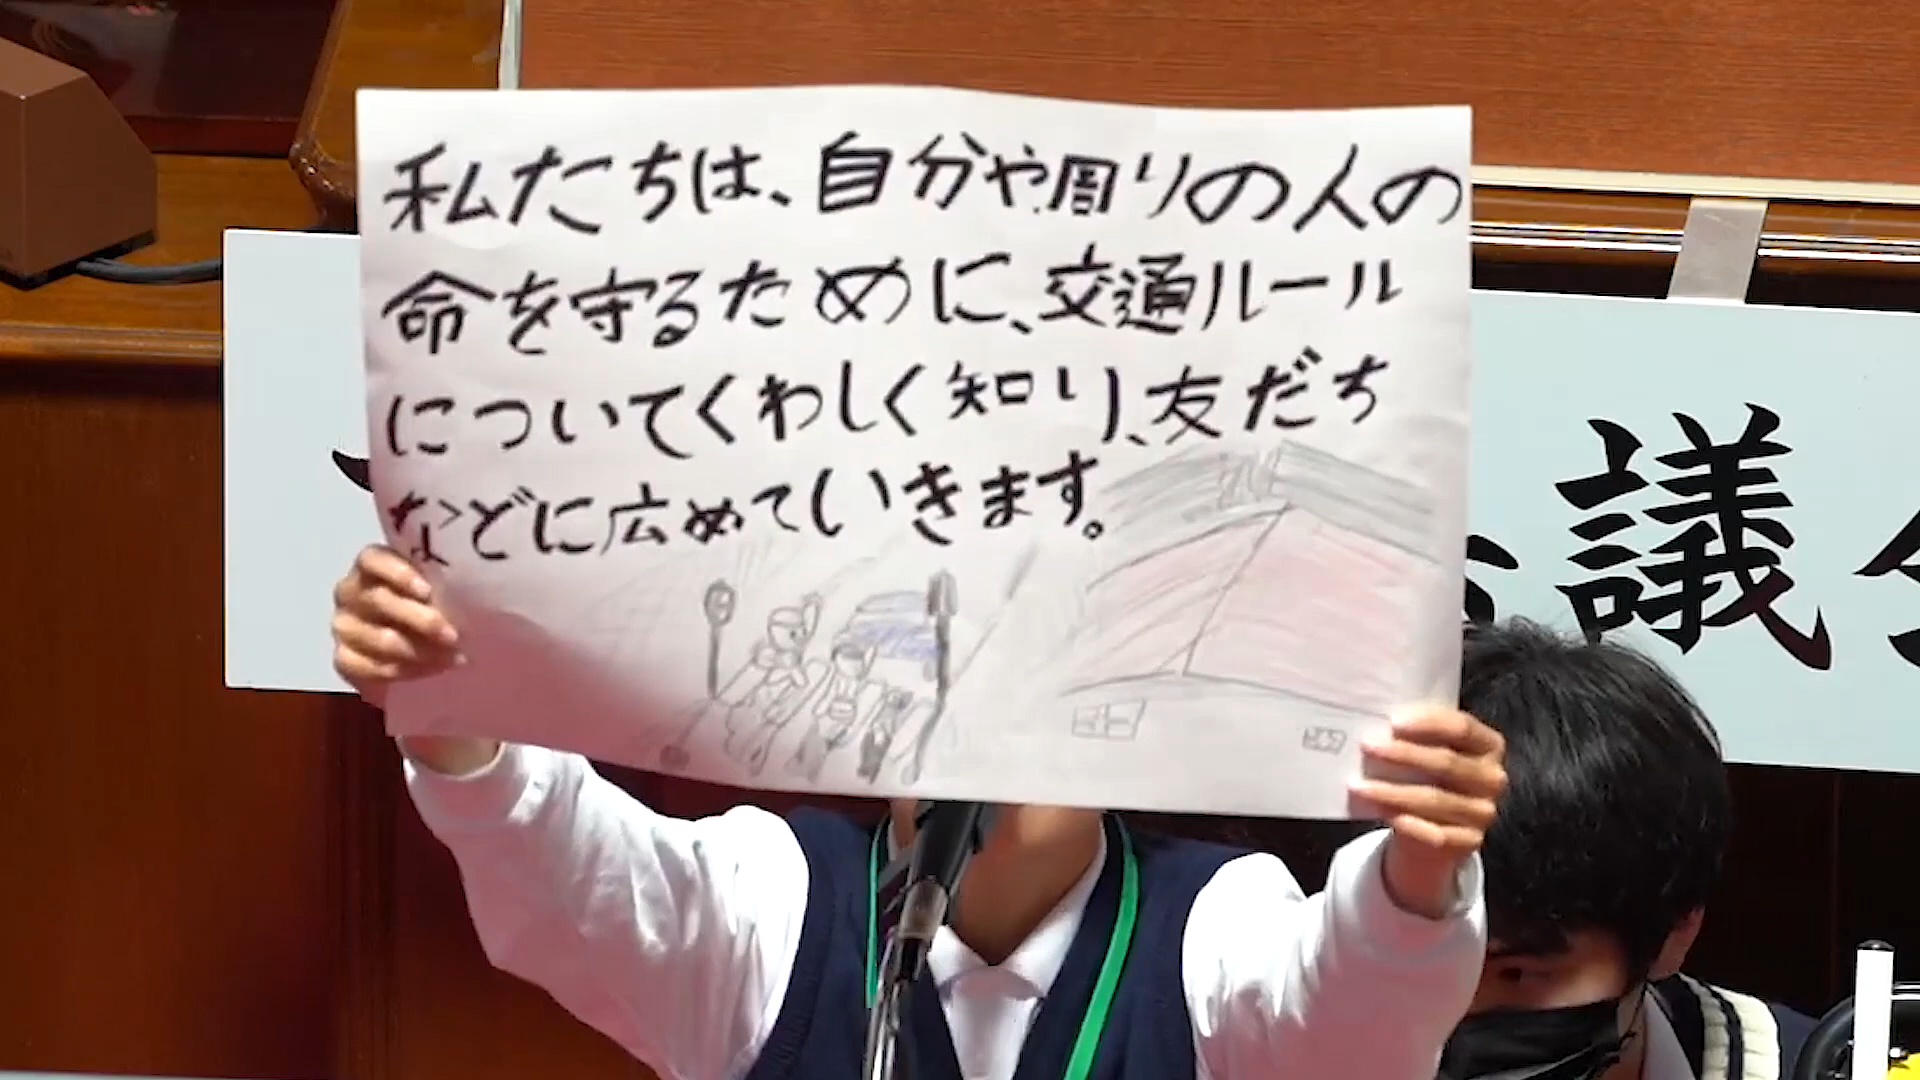 私たちは、自分や周りの人の
命を守るために、交通ルール
についてくわしく知り、友だち
などに広めていきます。
議